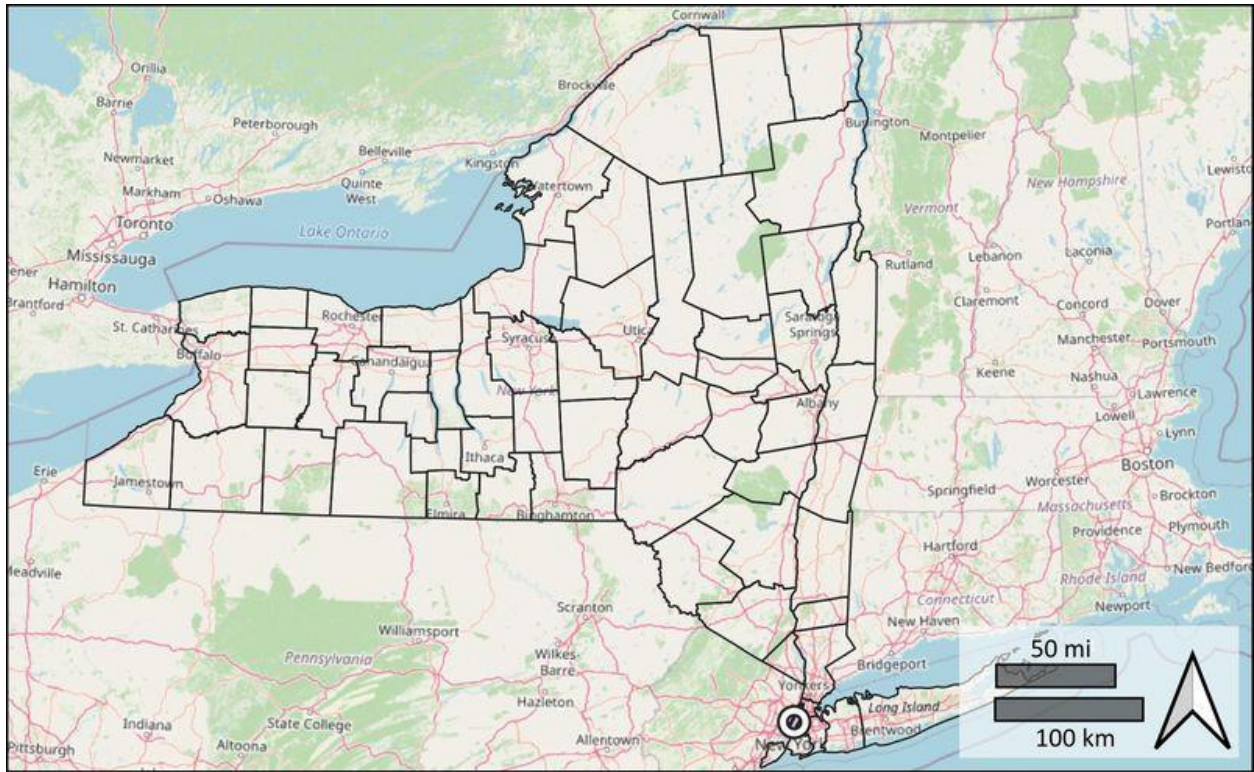 Cornwall
Orillia
Barrie
Brockville
Peterborough
Burlington
Montpelier
Belleville
Kingston
Newmarket
Quinte
West
New Hampshire
Markham
Oshawa
Watertown
Vermont
Toronto
Lake Ontario
Mississauga
Rutland
Lebanon
Laconia
Hamilton
Brantford
Claremont
Concord
Dover
St. Catharines
Rochester
Syracuse
Utica
Saratoga
Springs
Manchester
Portsmouth
Buffalo
Canandaigua
Keene
Nashua
Lawrence
New York
Albany
Lowell
Lynn
Ithaca
Boston
Erie
Jamestown
Springfield
Worcester
Brockton
Massachusetts
Elmira
Binghamton
Providence
Plymouth
Hartford
Meadville
New Bedford
Rhode Island
Scranton
Connecticut
Newport
New Haven
Williamsport
Pennsylvania
Wilkes-
Barre
Bridgeport
50 mi
Yonkers
Hazleton
Long Island
Indiana
State College
New York
Brentwood
100 km
Pittsburgh
Altoona
Allentown